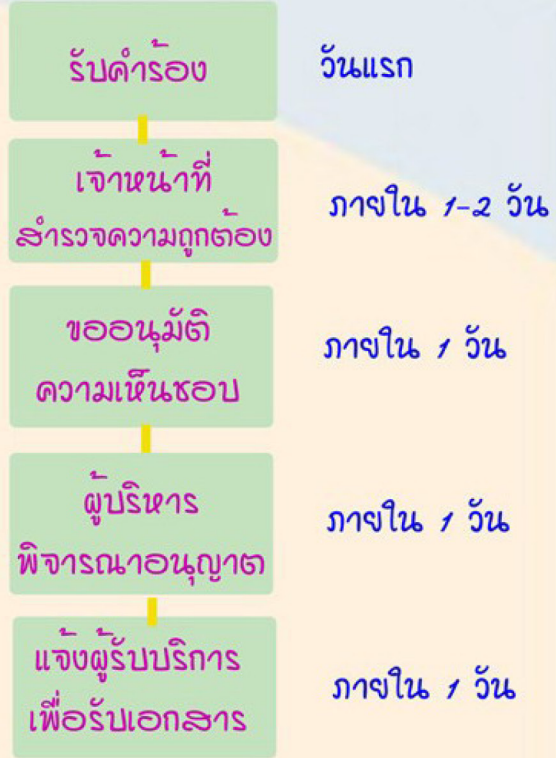 รับคำร้อง
วันแรก
เจ้าหน้าที่
สำรวจความถูกต้อง
ภายใน 1-2 วัน
ขออนุมัติ
ความเห็นชอบ
ภายใน 1 วัน
ผู้บริหาร
พิจารณาอนุญาต
ภายใน 1 วัน
แจ้งผู้รับบริการ
เพื่อรับเอกสาร
ภายใน 1 วัน